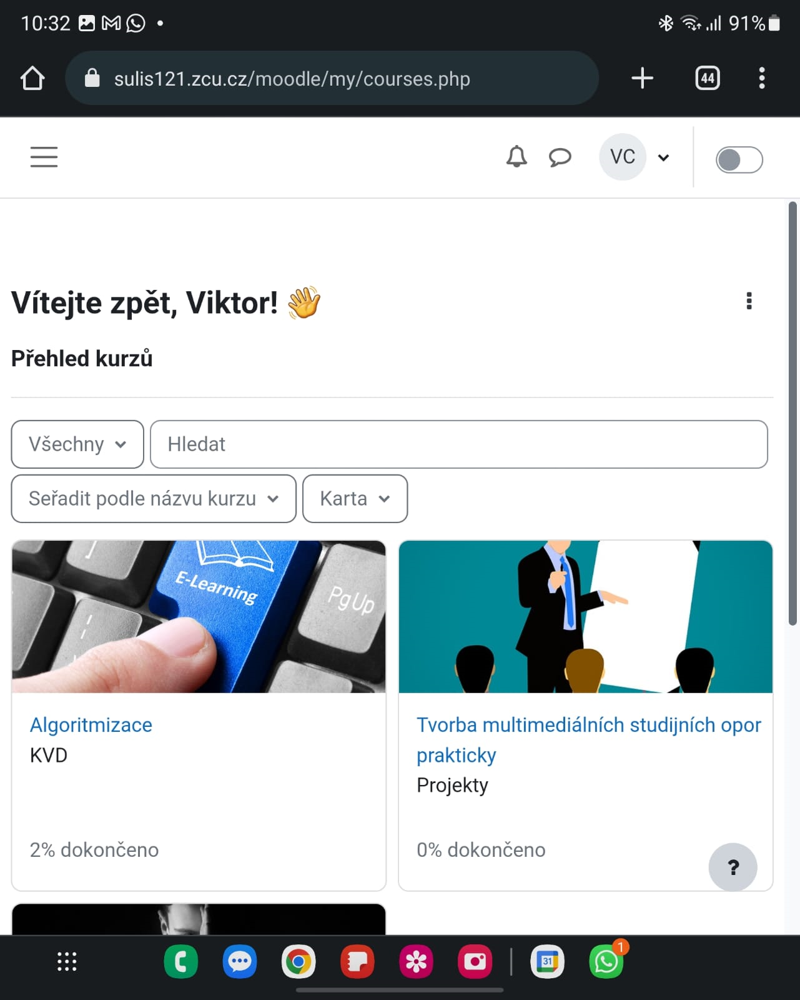 10:32
91%
sulis121.zcu.cz/moodle/my/courses.php
44
VC
Vítejte zpět, Viktor! 👋
Přehled kurzů
Všechny
Hledat
Seřadit podle názvu kurzu
Karta
E-Learning
PgUp
Algoritmizace
KVD
2% dokončeno
Tvorba multimediálních studijních opor
prakticky
Projekty
0% dokončeno
?
31
1